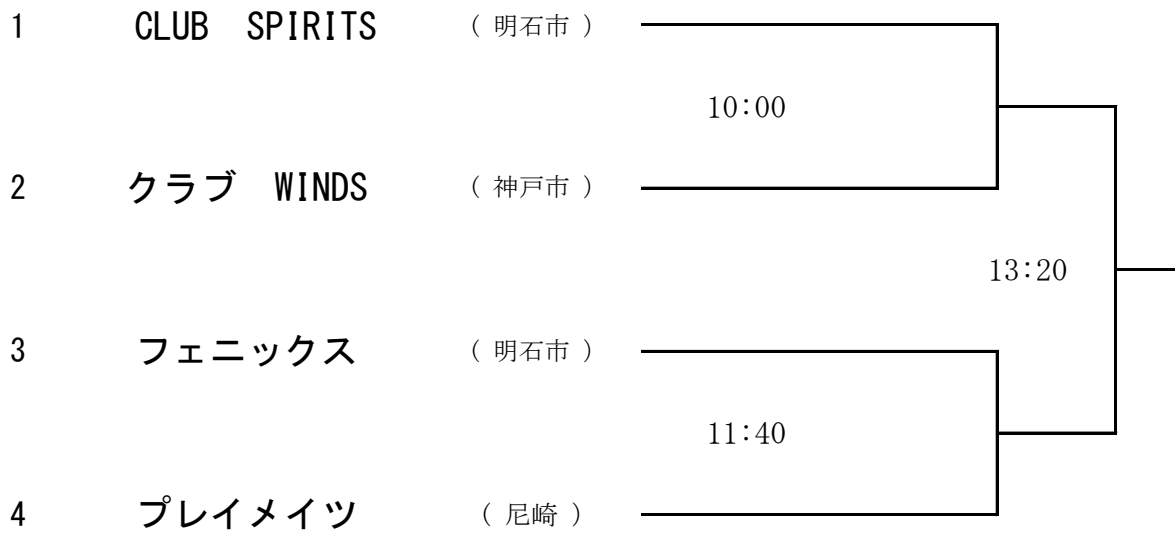 1 CLUB SPIRITS ( 明石市 )
10:00
2 クラブ WINDS ( 神戸市 )
13:20
3 フェニックス ( 明石市 )
11:40
4 プレイメイツ ( 尼崎 )